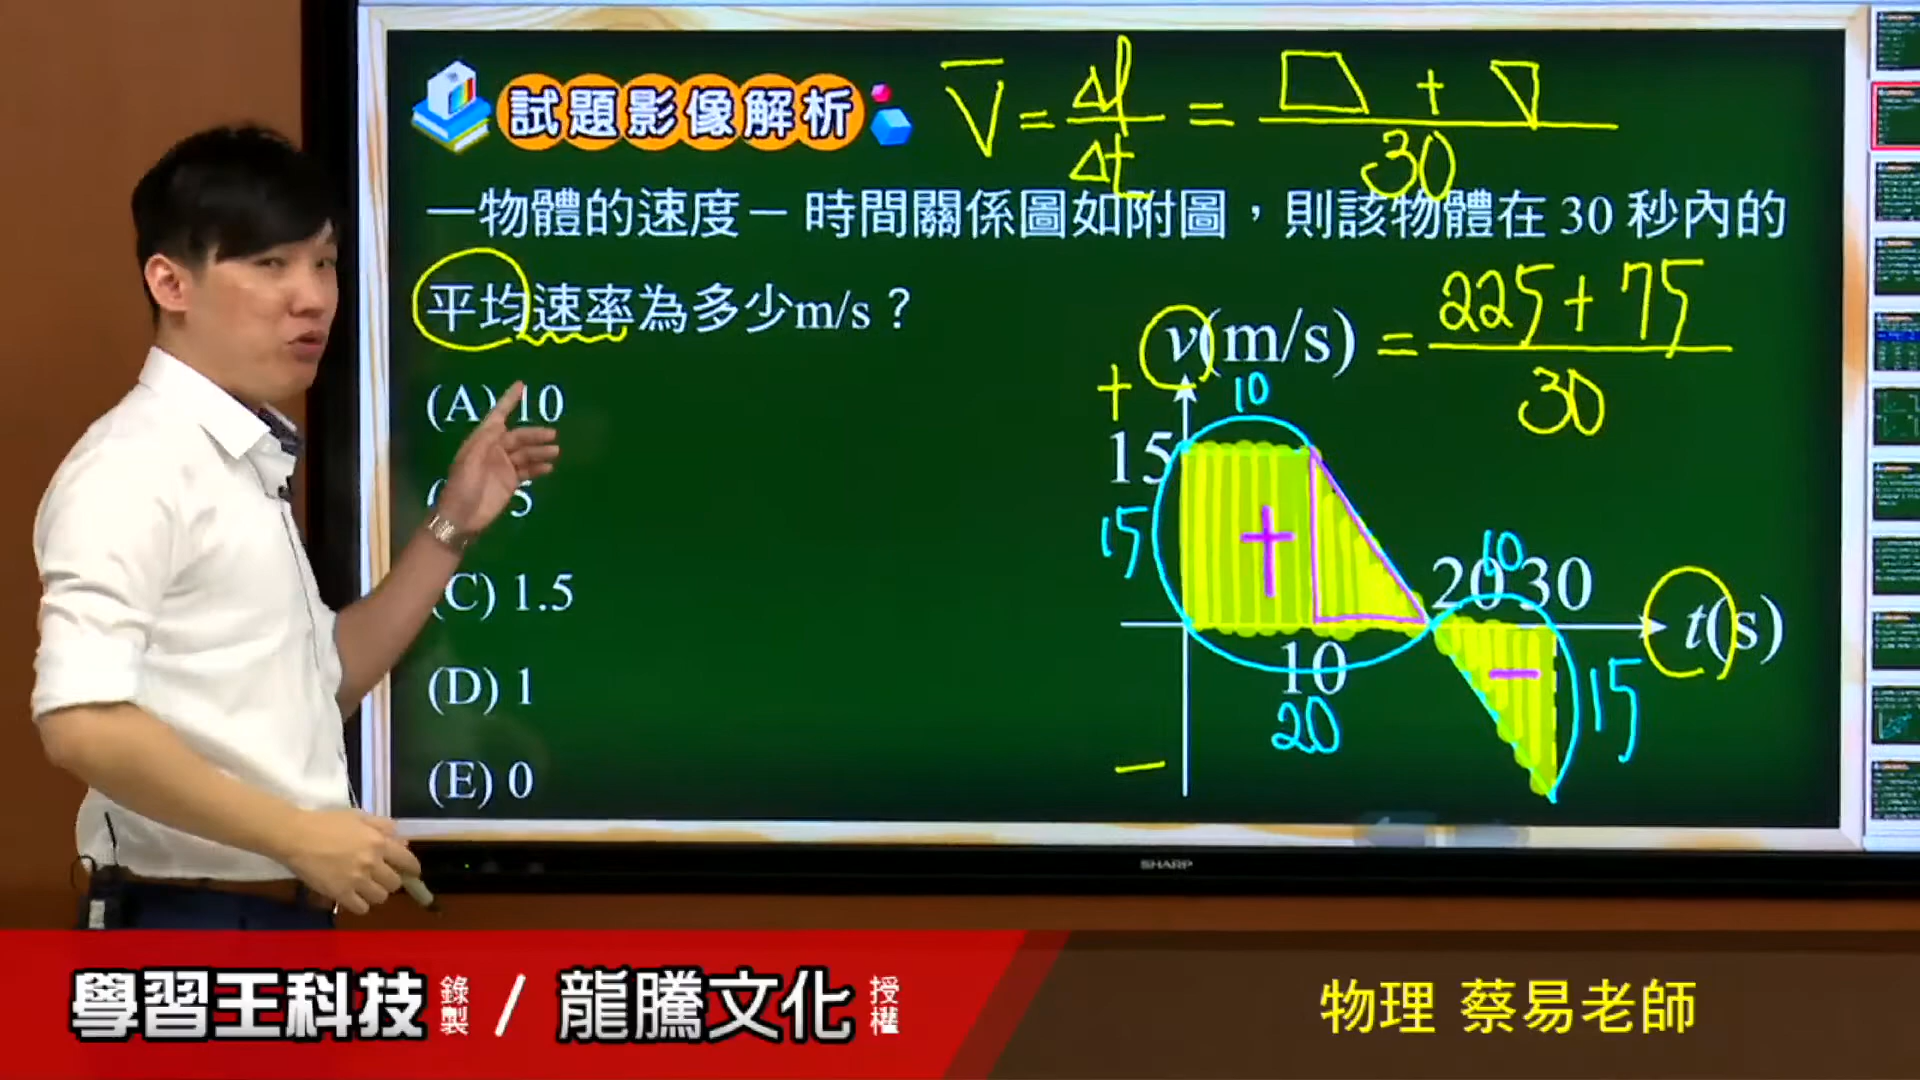 試題影像解析
V̄ = Δl/Δt = + / 30
一物體的速度－時間關係圖如附圖，則該物體在 30 秒內的
平均速率為多少m/s？
= 225 + 75 / 30
v(m/s)
+
10
(A) 10
15
15
+
5
10
20 30
t(s)
(C) 1.5
10
−
15
(D) 1
20
−
(E) 0
SHARP
學習王科技 錄製 / 龍騰文化 授權
物理 蔡易老師